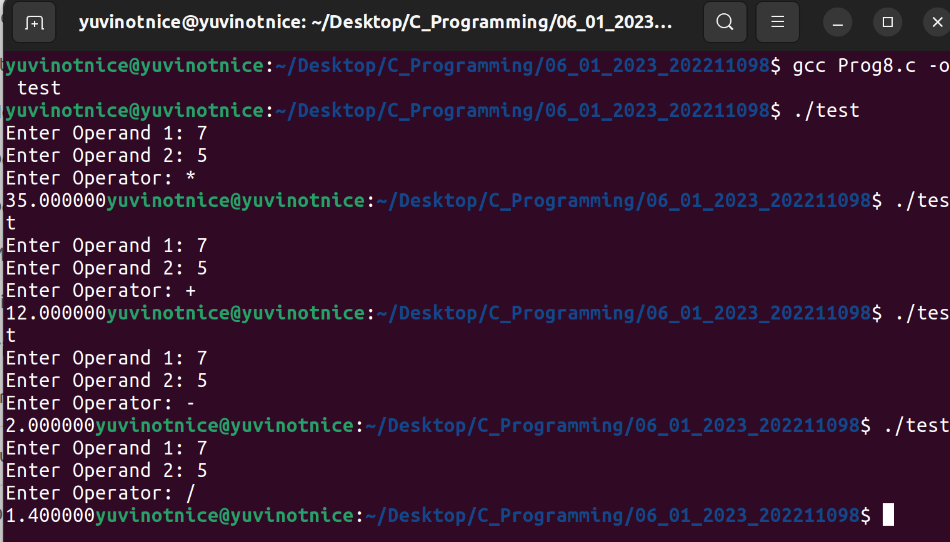 yuvinotnice@yuvinotnice: ~/Desktop/C_Programming/06_01_2023...
yuvinotnice@yuvinotnice:~/Desktop/C_Programming/06_01_2023_202211098$ gcc Prog8.c -o
test
yuvinotnice@yuvinotnice:~/Desktop/C_Programming/06_01_2023_202211098$ ./test
Enter Operand 1: 7
Enter Operand 2: 5
Enter Operator: *
35.000000yuvinotnice@yuvinotnice:~/Desktop/C_Programming/06_01_2023_202211098$ ./tes
t
Enter Operand 1: 7
Enter Operand 2: 5
Enter Operator: +
12.000000yuvinotnice@yuvinotnice:~/Desktop/C_Programming/06_01_2023_202211098$ ./tes
t
Enter Operand 1: 7
Enter Operand 2: 5
Enter Operator: -
2.000000yuvinotnice@yuvinotnice:~/Desktop/C_Programming/06_01_2023_202211098$ ./test
Enter Operand 1: 7
Enter Operand 2: 5
Enter Operator: /
1.400000yuvinotnice@yuvinotnice:~/Desktop/C_Programming/06_01_2023_202211098$